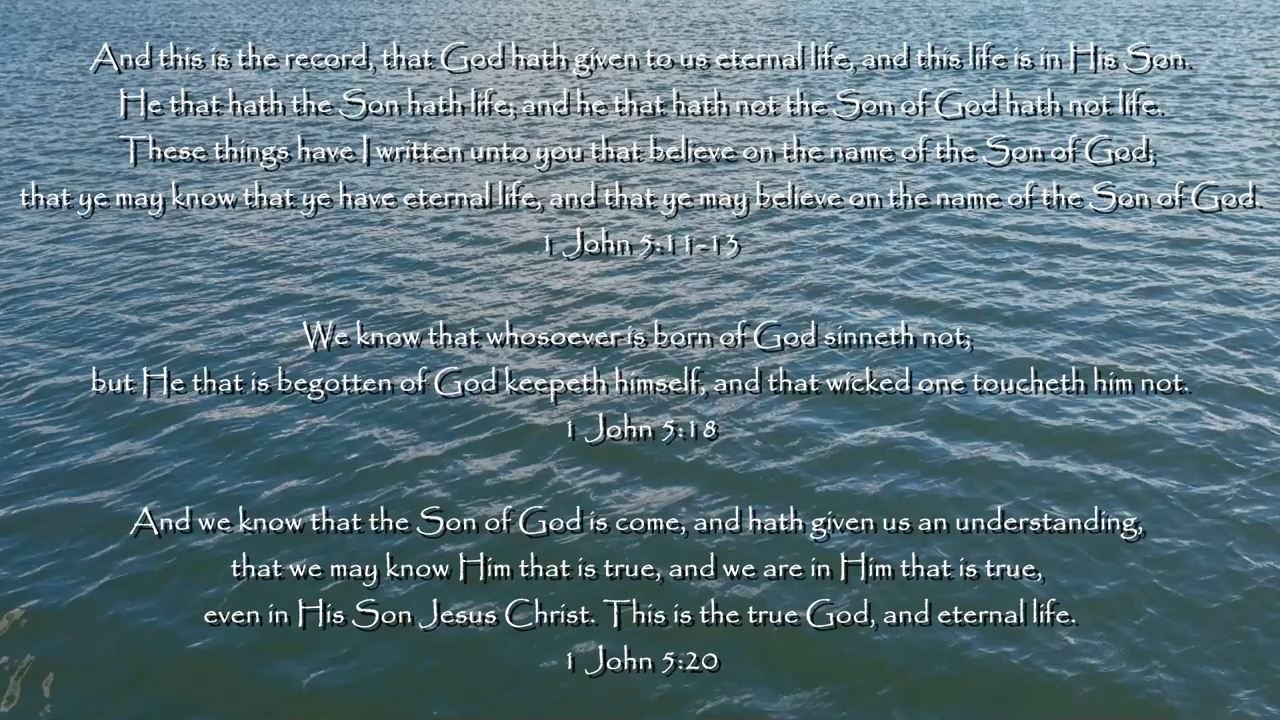 And this is the record, that God hath given to us eternal life, and this life is in His Son.
He that hath the Son hath life; and he that hath not the Son of God hath not life.
These things have I written unto you that believe on the name of the Son of God;
that ye may know that ye have eternal life, and that ye may believe on the name of the Son of God.
1 John 5:11-13
We know that whosoever is born of God sinneth not;
but He that is begotten of God keepeth himself, and that wicked one toucheth him not.
1 John 5:18
And we know that the Son of God is come, and hath given us an understanding,
that we may know Him that is true, and we are in Him that is true,
even in His Son Jesus Christ. This is the true God, and eternal life.
1 John 5:20